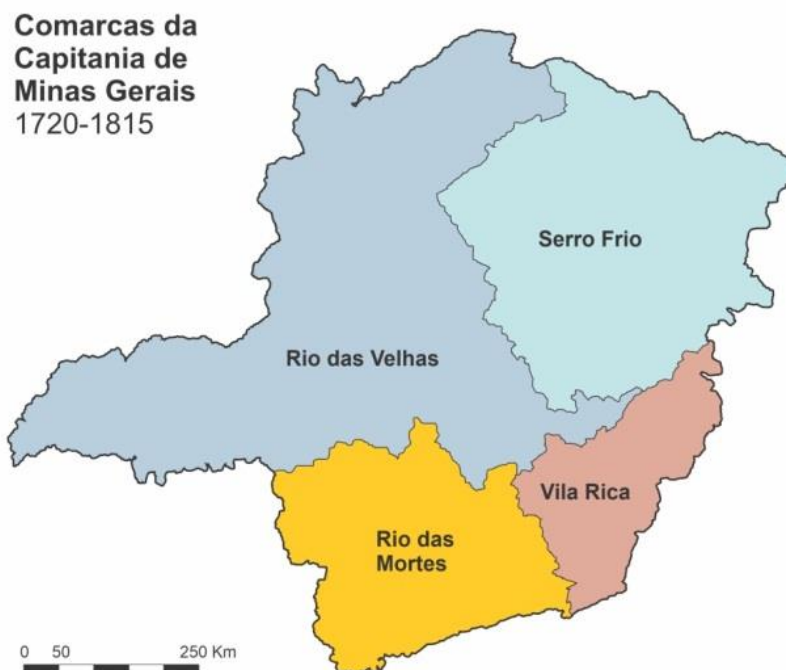 Comarcas da
Capitania de
Minas Gerais
1720-1815
Serro Frio
Rio das Velhas
Vila Rica
Rio das
Mortes
0 50 250 Km